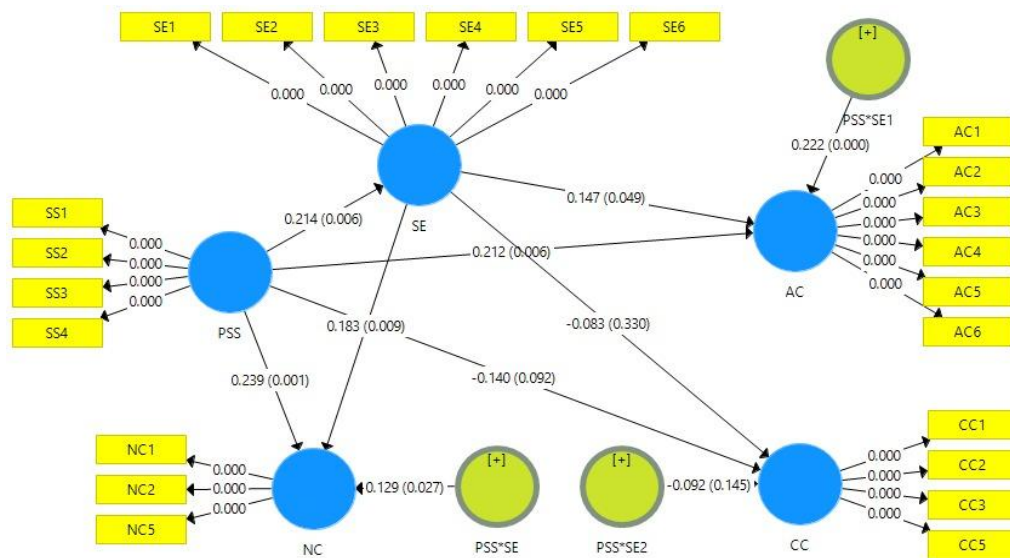 SE1 SE2 SE3 SE4 SE5 SE6
[+]
0.000 0.000 0.000 0.000 0.000 0.000
PSS*SE1
AC1
0.222 (0.000)
0.000
AC2
0.000
SE
0.147 (0.049)
0.000
AC3
SS1
0.214 (0.006)
0.000
0.000
AC4
SS2
0.000
0.212 (0.006)
0.000
AC5
SS3
0.000
0.000
AC
0.000
SS4
PSS
AC6
0.183 (0.009)
-0.083 (0.330)
0.239 (0.001)
-0.140 (0.092)
CC1
NC1
0.000
[+]
[+]
0.000
CC2
NC2
0.000
0.129 (0.027)
-0.092 (0.145)
0.000
0.000
CC3
NC5
0.000
0.000
CC5
NC
PSS*SE
PSS*SE2
CC